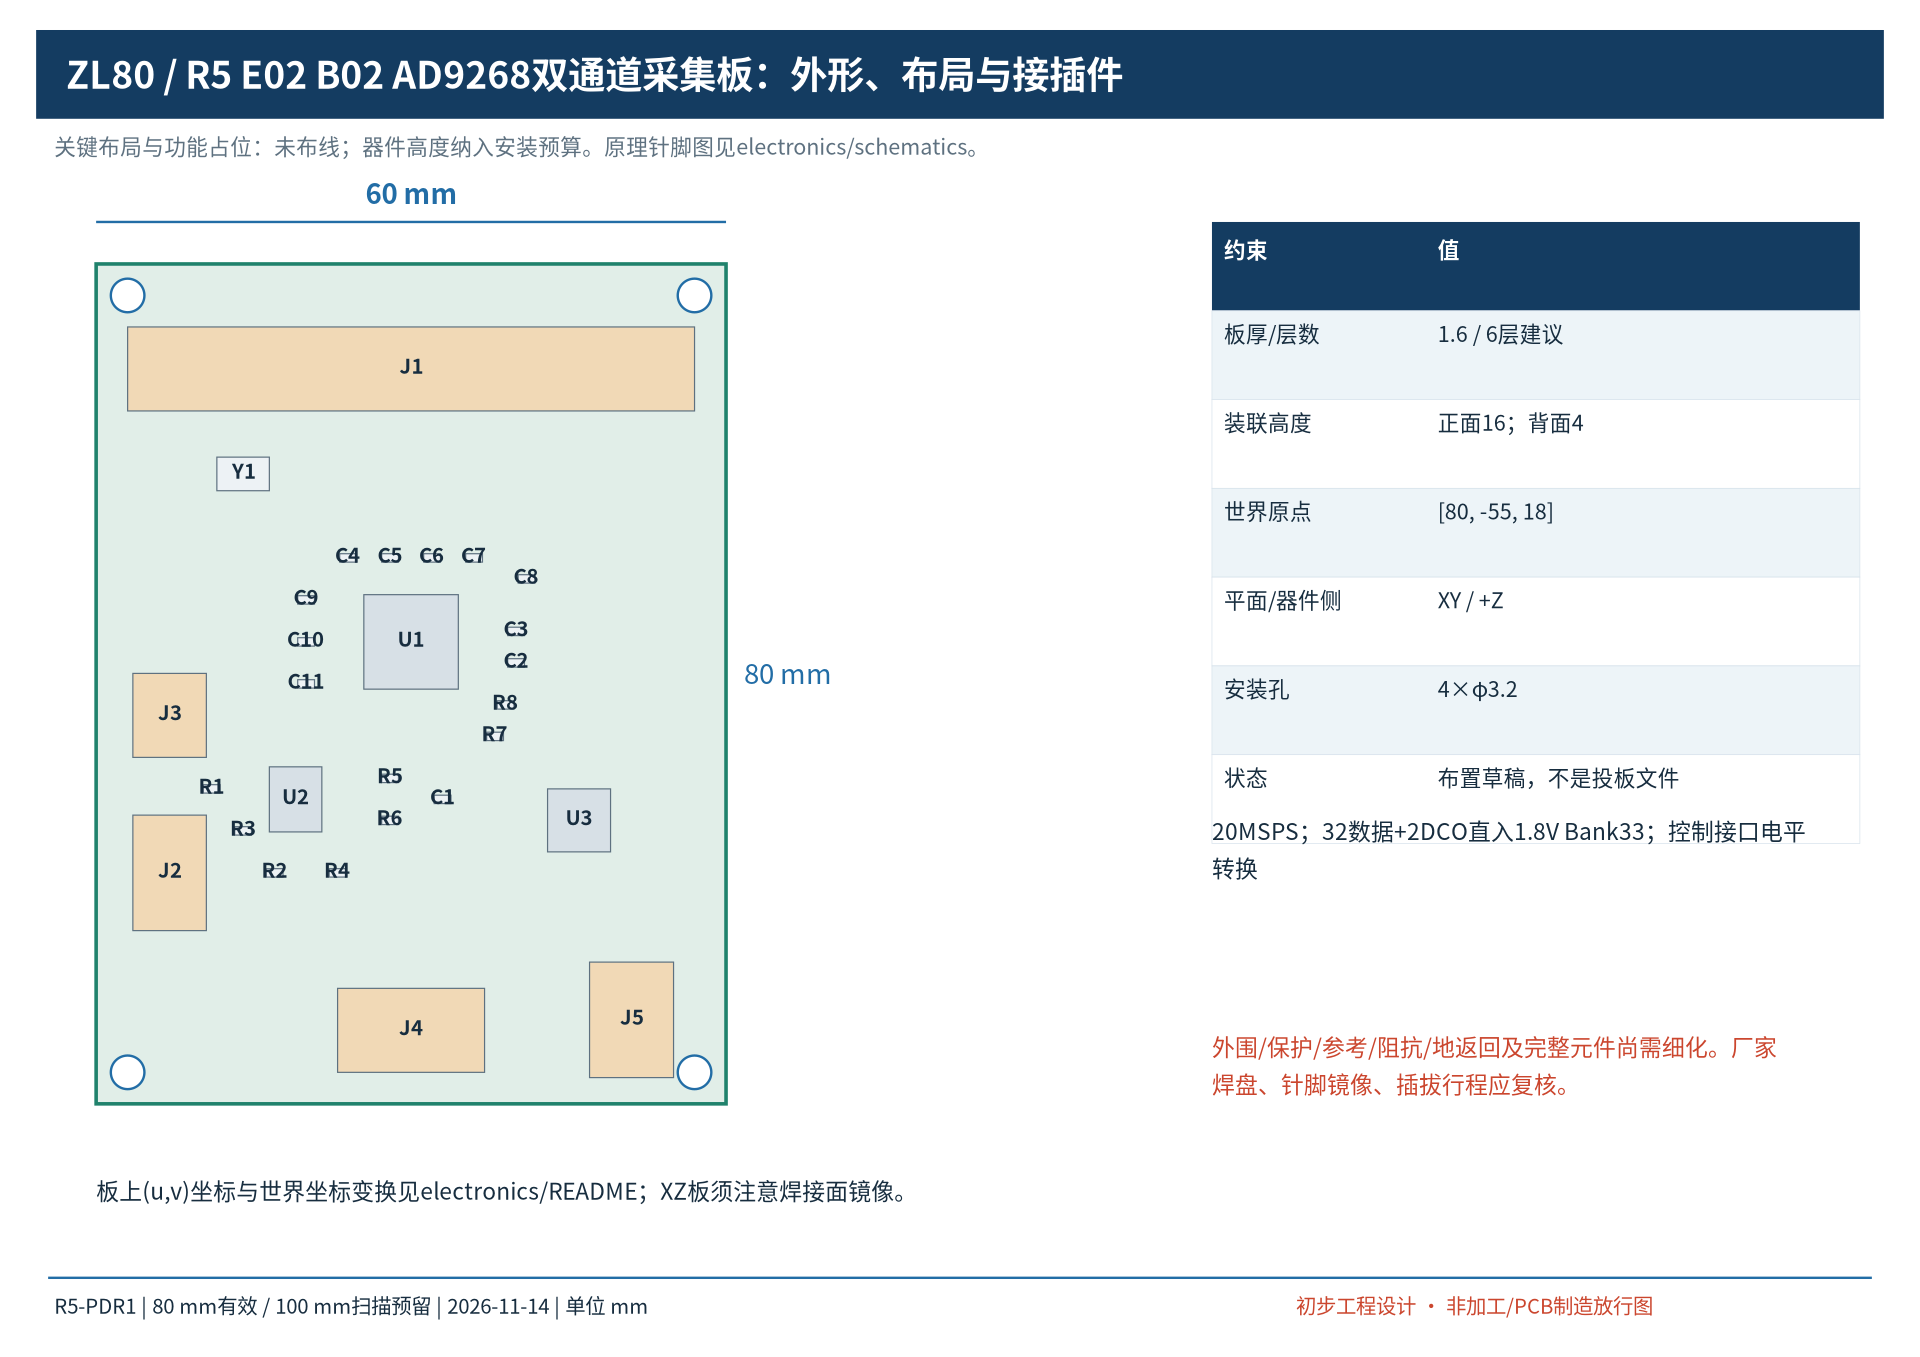 ZL80 / R5 E02 B02 AD9268双通道采集板：外形、布局与接插件
关键布局与功能占位：未布线；器件高度纳入安装预算。原理针脚图见electronics/schematics。
60 mm
J1
Y1
C4 C5 C6 C7
C8
C9
C10
U1
C3
C2
C11
R8
J3
R7
R1
U2
R5
C1
R6
U3
R3
J2
R2
R4
J4
J5
80 mm
约束 值
板厚/层数 1.6 / 6层建议
装联高度 正面16；背面4
世界原点 [80, -55, 18]
平面/器件侧 XY / +Z
安装孔 4×φ3.2
状态 布置草稿，不是投板文件
20MSPS；32数据+2DCO直入1.8V Bank33；控制接口电平
转换
外围/保护/参考/阻抗/地返回及完整元件尚需细化。厂家
焊盘、针脚镜像、插拔行程应复核。
板上(u,v)坐标与世界坐标变换见electronics/README；XZ板须注意焊接面镜像。
R5-PDR1 | 80 mm有效 / 100 mm扫描预留 | 2026-11-14 | 单位 mm
初步工程设计 · 非加工/PCB制造放行图